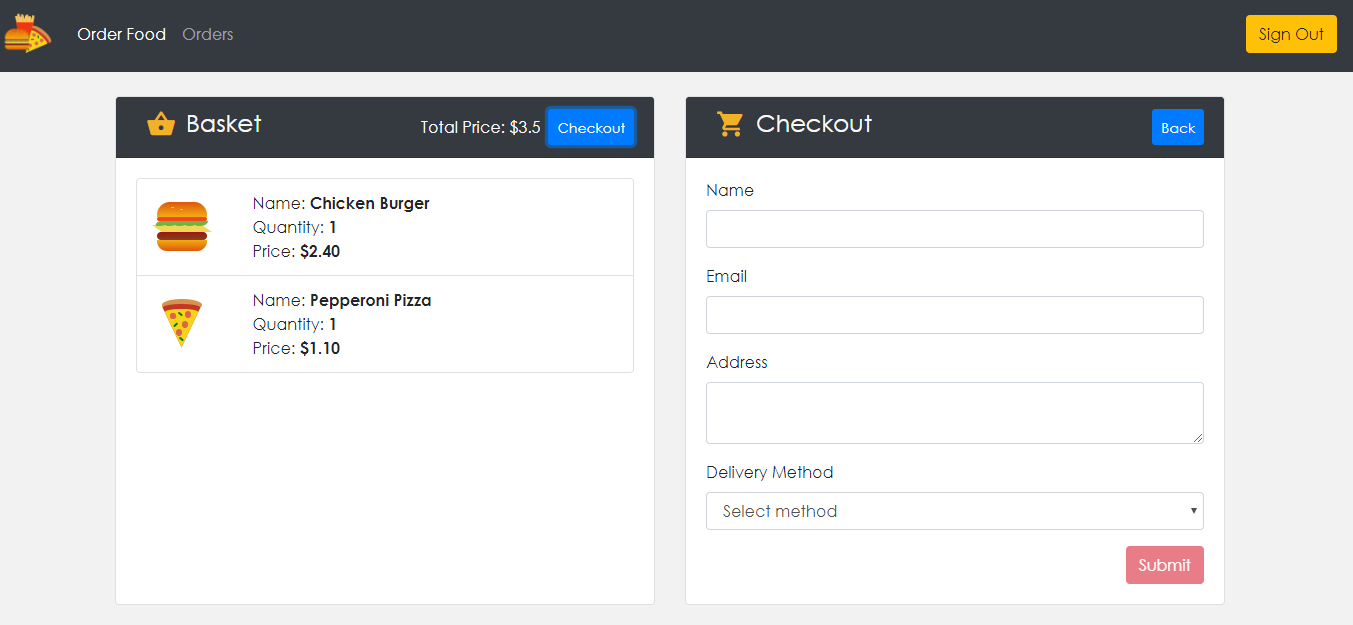 Order Food Orders Sign Out
Basket Total Price: $3.5 Checkout
Name: Chicken Burger
Quantity: 1
Price: $2.40
Name: Pepperoni Pizza
Quantity: 1
Price: $1.10
Checkout Back
Name
Email
Address
Delivery Method
Select method
Submit